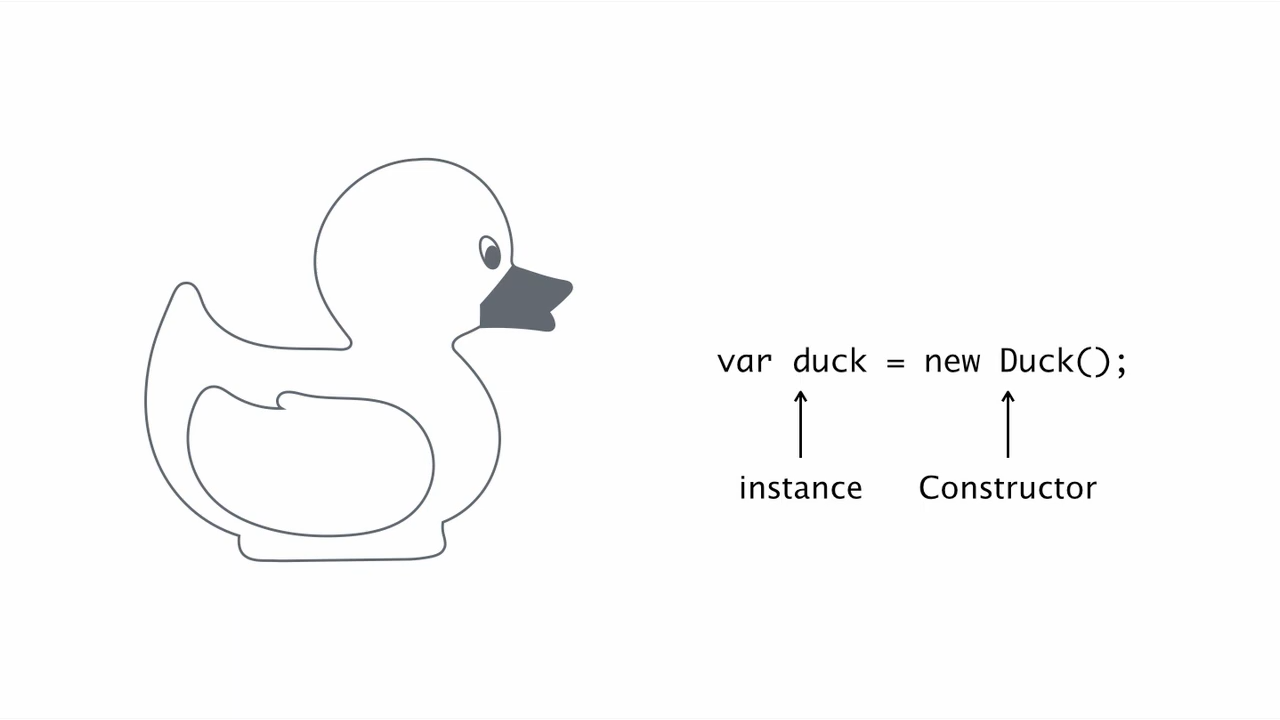 var duck = new Duck();
instance Constructor